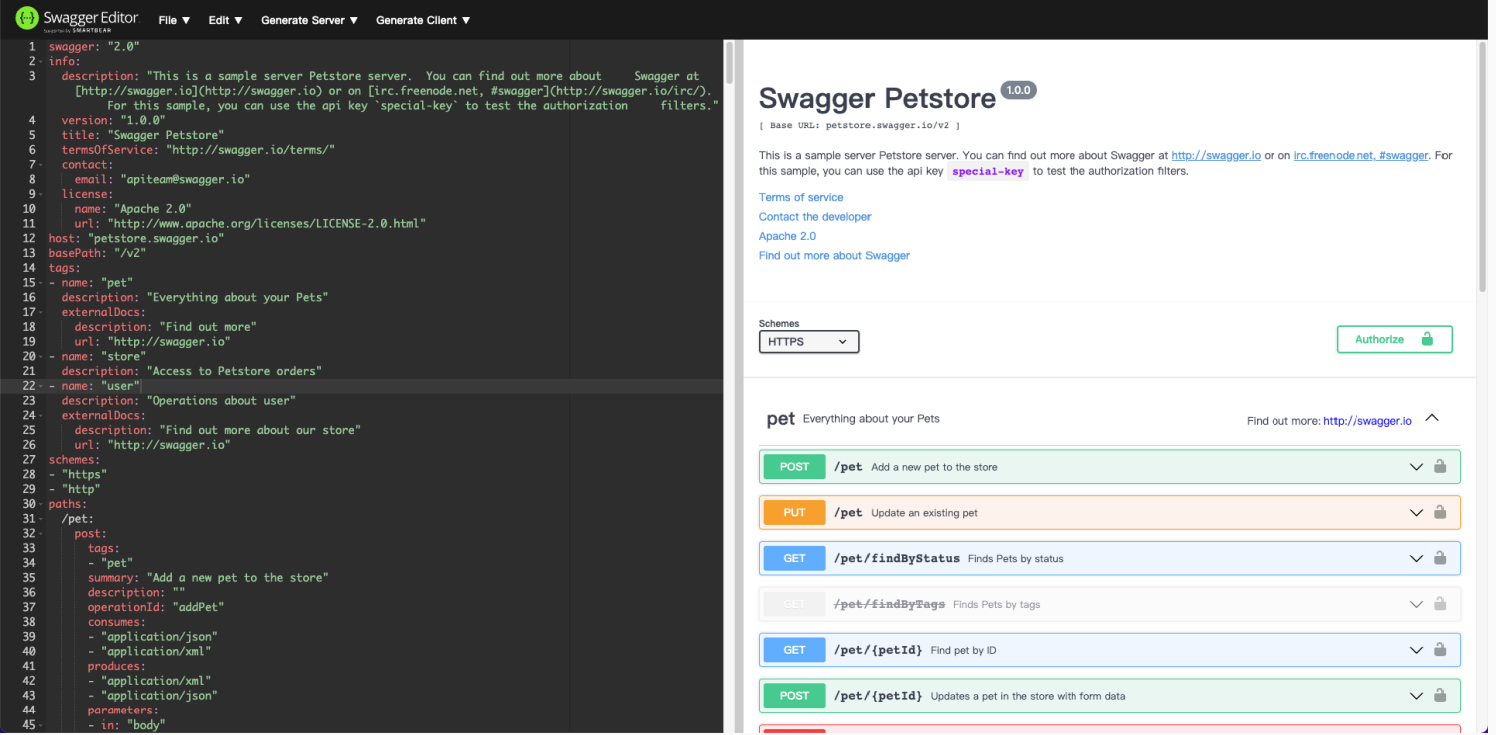 Swagger Editor
Supported by SMARTBEAR
File ▼ Edit ▼ Generate Server ▼ Generate Client ▼
1 swagger: "2.0"
2 info:
3 description: "This is a sample server Petstore server. You can find out more about Swagger at
[http://swagger.io](http://swagger.io) or on [irc.freenode.net, #swagger](http://swagger.io/irc/).
For this sample, you can use the api key `special-key` to test the authorization filters."
4 version: "1.0.0"
5 title: "Swagger Petstore"
6 termsOfService: "http://swagger.io/terms/"
7 contact:
8 email: "apiteam@swagger.io"
9 license:
10 name: "Apache 2.0"
11 url: "http://www.apache.org/licenses/LICENSE-2.0.html"
12 host: "petstore.swagger.io"
13 basePath: "/v2"
14 tags:
15 - name: "pet"
16 description: "Everything about your Pets"
17 externalDocs:
18 description: "Find out more"
19 url: "http://swagger.io"
20 - name: "store"
21 description: "Access to Petstore orders"
22 - name: "user"
23 description: "Operations about user"
24 externalDocs:
25 description: "Find out more about our store"
26 url: "http://swagger.io"
27 schemes:
28 - "https"
29 - "http"
30 paths:
31 /pet:
32 post:
33 tags:
34 - "pet"
35 summary: "Add a new pet to the store"
36 description: ""
37 operationId: "addPet"
38 consumes:
39 - "application/json"
40 - "application/xml"
41 produces:
42 - "application/xml"
43 - "application/json"
44 parameters:
45 - in: "body"
Swagger Petstore 1.0.0
[ Base URL: petstore.swagger.io/v2 ]
This is a sample server Petstore server. You can find out more about Swagger at http://swagger.io or on irc.freenode.net, #swagger. For
this sample, you can use the api key special-key to test the authorization filters.
Terms of service
Contact the developer
Apache 2.0
Find out more about Swagger
Schemes
HTTPS
Authorize
pet Everything about your Pets Find out more: http://swagger.io
POST /pet Add a new pet to the store
PUT /pet Update an existing pet
GET /pet/findByStatus Finds Pets by status
GET /pet/findByTags Finds Pets by tags
GET /pet/{petId} Find pet by ID
POST /pet/{petId} Updates a pet in the store with form data